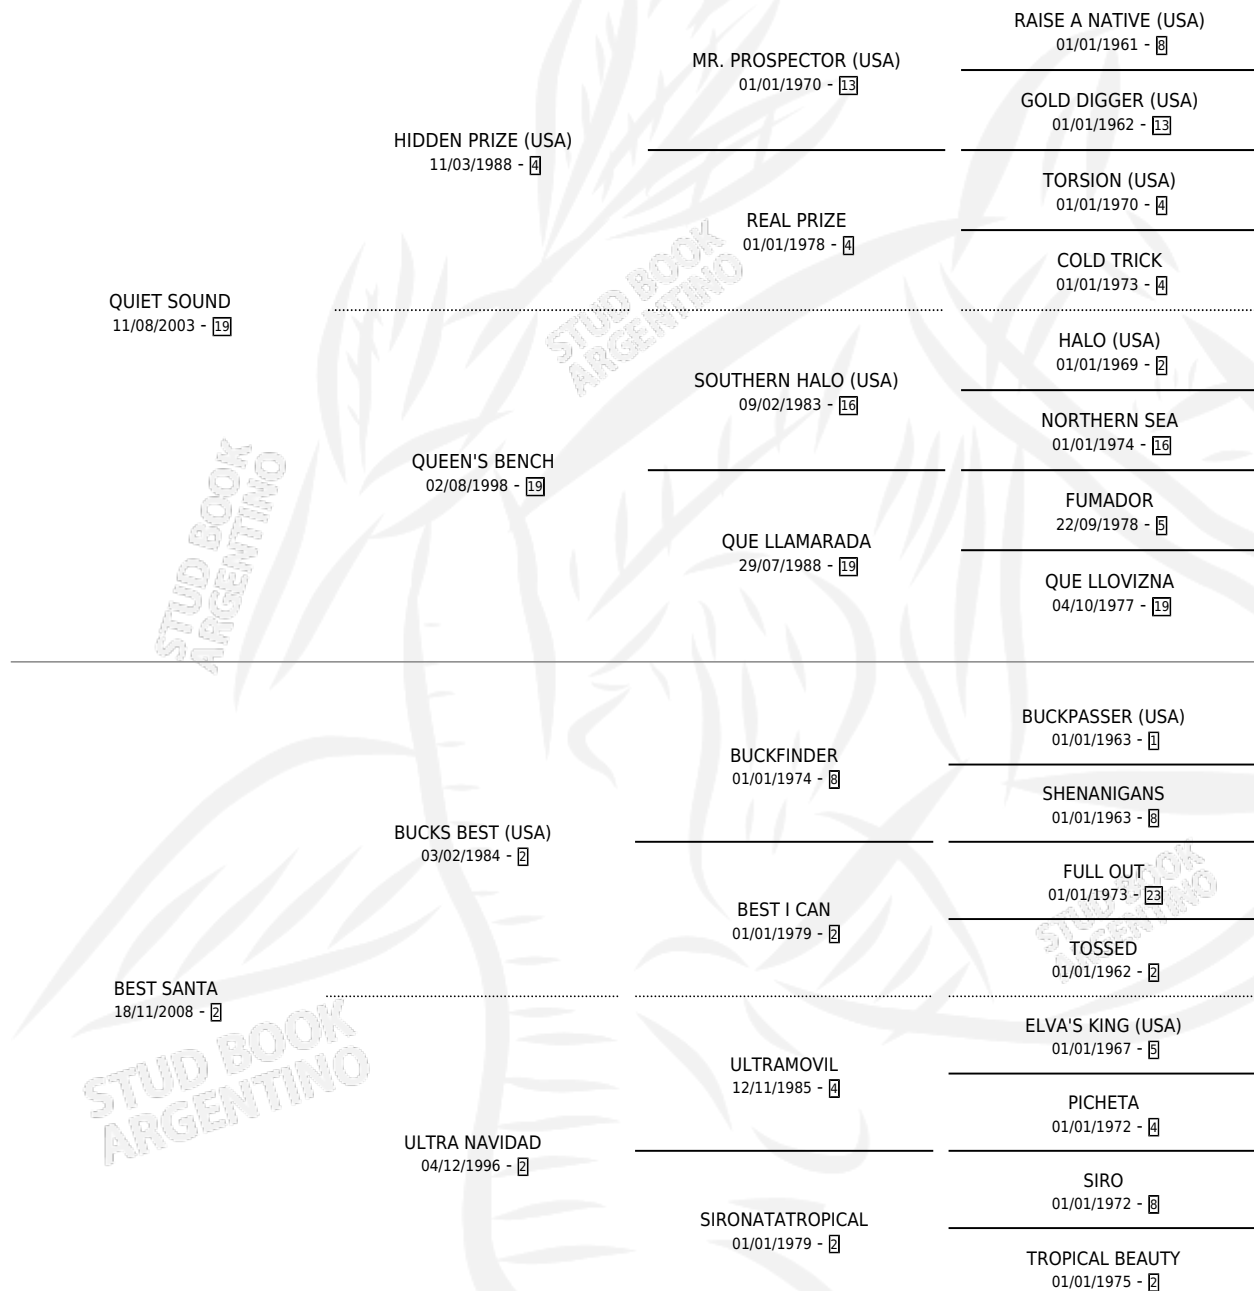 RAISE A NATIVE (USA)
01/01/1961 - 8
MR. PROSPECTOR (USA)
01/01/1970 - 13
GOLD DIGGER (USA)
01/01/1962 - 13
HIDDEN PRIZE (USA)
11/03/1988 - 4
TORSION (USA)
01/01/1970 - 4
REAL PRIZE
01/01/1978 - 4
COLD TRICK
01/01/1973 - 4
QUIET SOUND
11/08/2003 - 19
HALO (USA)
01/01/1969 - 2
SOUTHERN HALO (USA)
09/02/1983 - 16
NORTHERN SEA
01/01/1974 - 16
QUEEN'S BENCH
02/08/1998 - 19
FUMADOR
22/09/1978 - 5
QUE LLAMARADA
29/07/1988 - 19
QUE LLOVIZNA
04/10/1977 - 19
BUCKPASSER (USA)
01/01/1963 - 1
BUCKFINDER
01/01/1974 - 8
SHENANIGANS
01/01/1963 - 8
BUCKS BEST (USA)
03/02/1984 - 2
FULL OUT
01/01/1973 - 23
BEST I CAN
01/01/1979 - 2
TOSSED
01/01/1962 - 2
BEST SANTA
18/11/2008 - 2
ELVA'S KING (USA)
01/01/1967 - 5
ULTRAMOVIL
12/11/1985 - 4
PICHETA
01/01/1972 - 4
ULTRA NAVIDAD
04/12/1996 - 2
SIRO
01/01/1972 - 8
SIRONATATROPICAL
01/01/1979 - 2
TROPICAL BEAUTY
01/01/1975 - 2
STUD BOOK
ARGENTINO
STUD BOOK
ARGENTINO
STUD BOOK
ARGENTINO
STUD BOOK
ARGENTINO